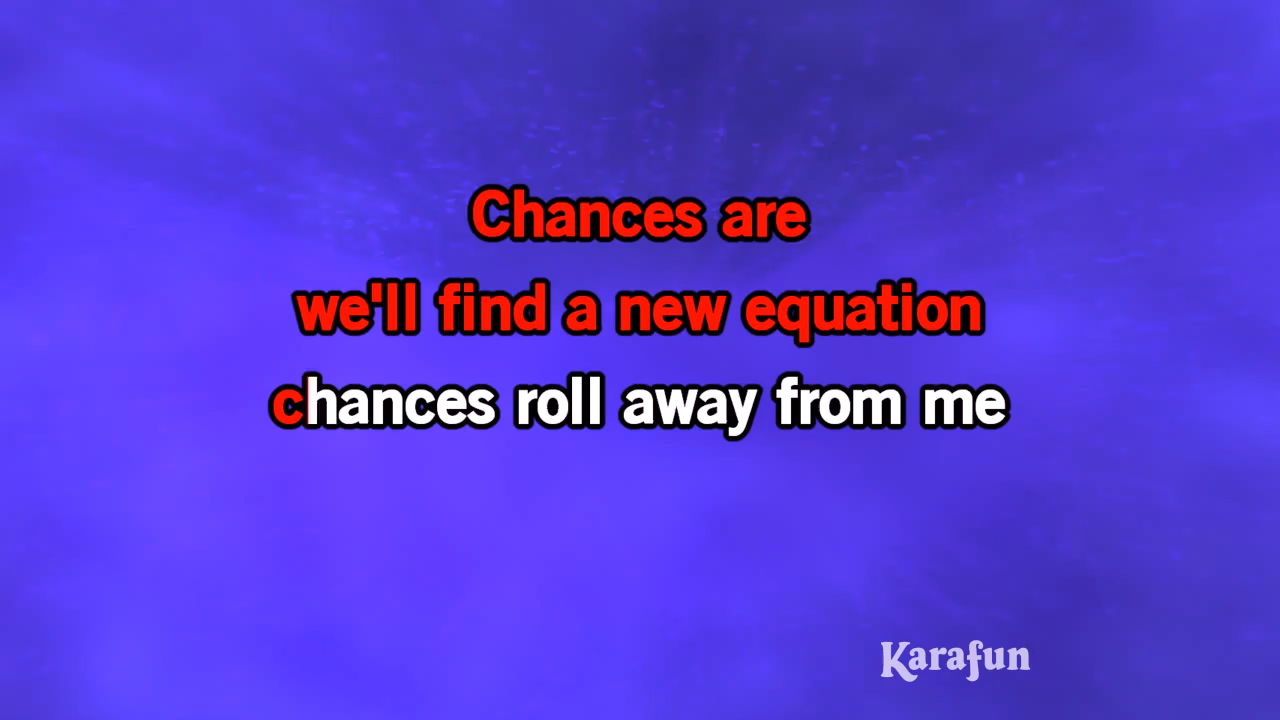 Chances are
we'll find a new equation
chances roll away from me
Karafun